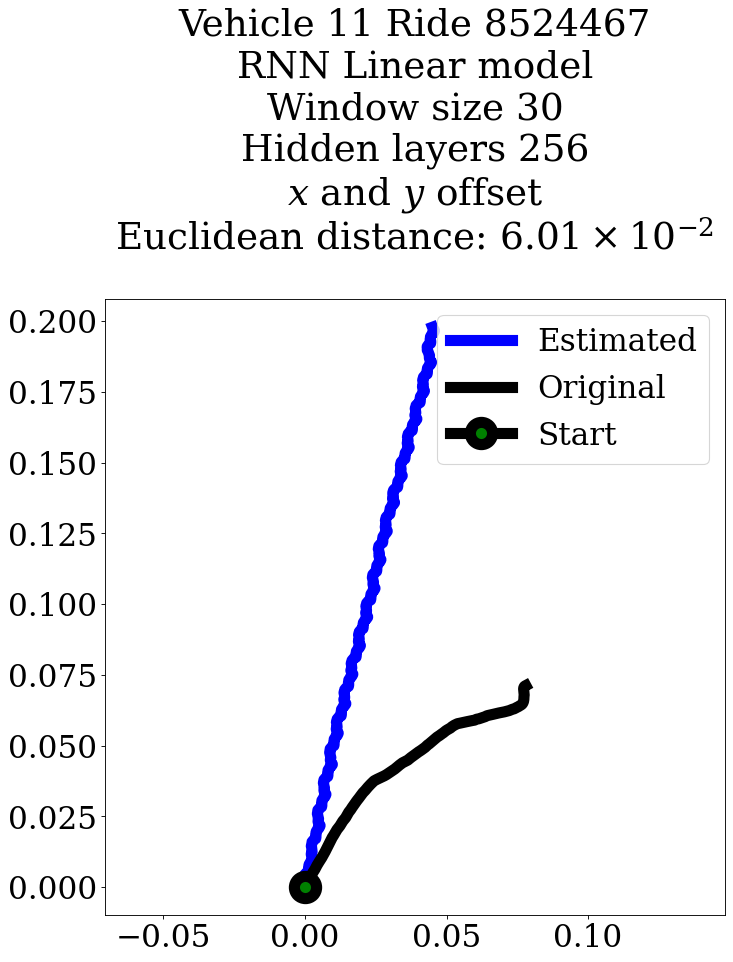 Vehicle 11 Ride 8524467
RNN Linear model
Window size 30
Hidden layers 256
x and y offset
Euclidean distance: 6.01 × 10⁻²
0.200
0.175
0.150
0.125
0.100
0.075
0.050
0.025
0.000
Estimated
Original
Start
−0.05 0.00 0.05 0.10